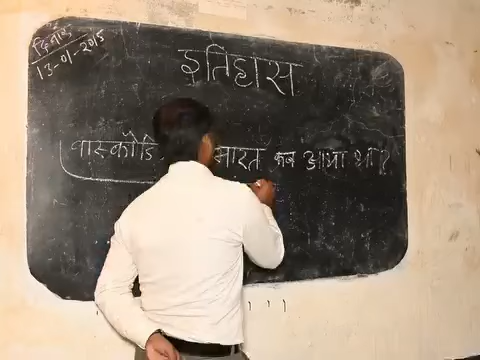 दिनांक
13-01-2015
इतिहास
वास्कोडि भारत कब आया था?